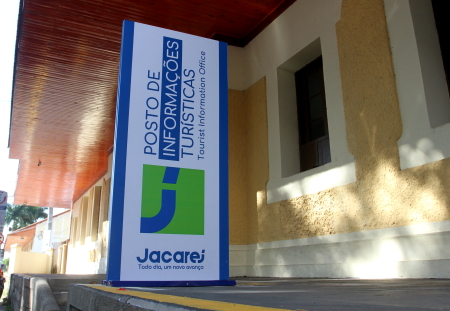 POSTO DE
INFORMAÇÕES
TURÍSTICAS
Tourist Information Office
Jacareí
Todo dia, um novo avanço